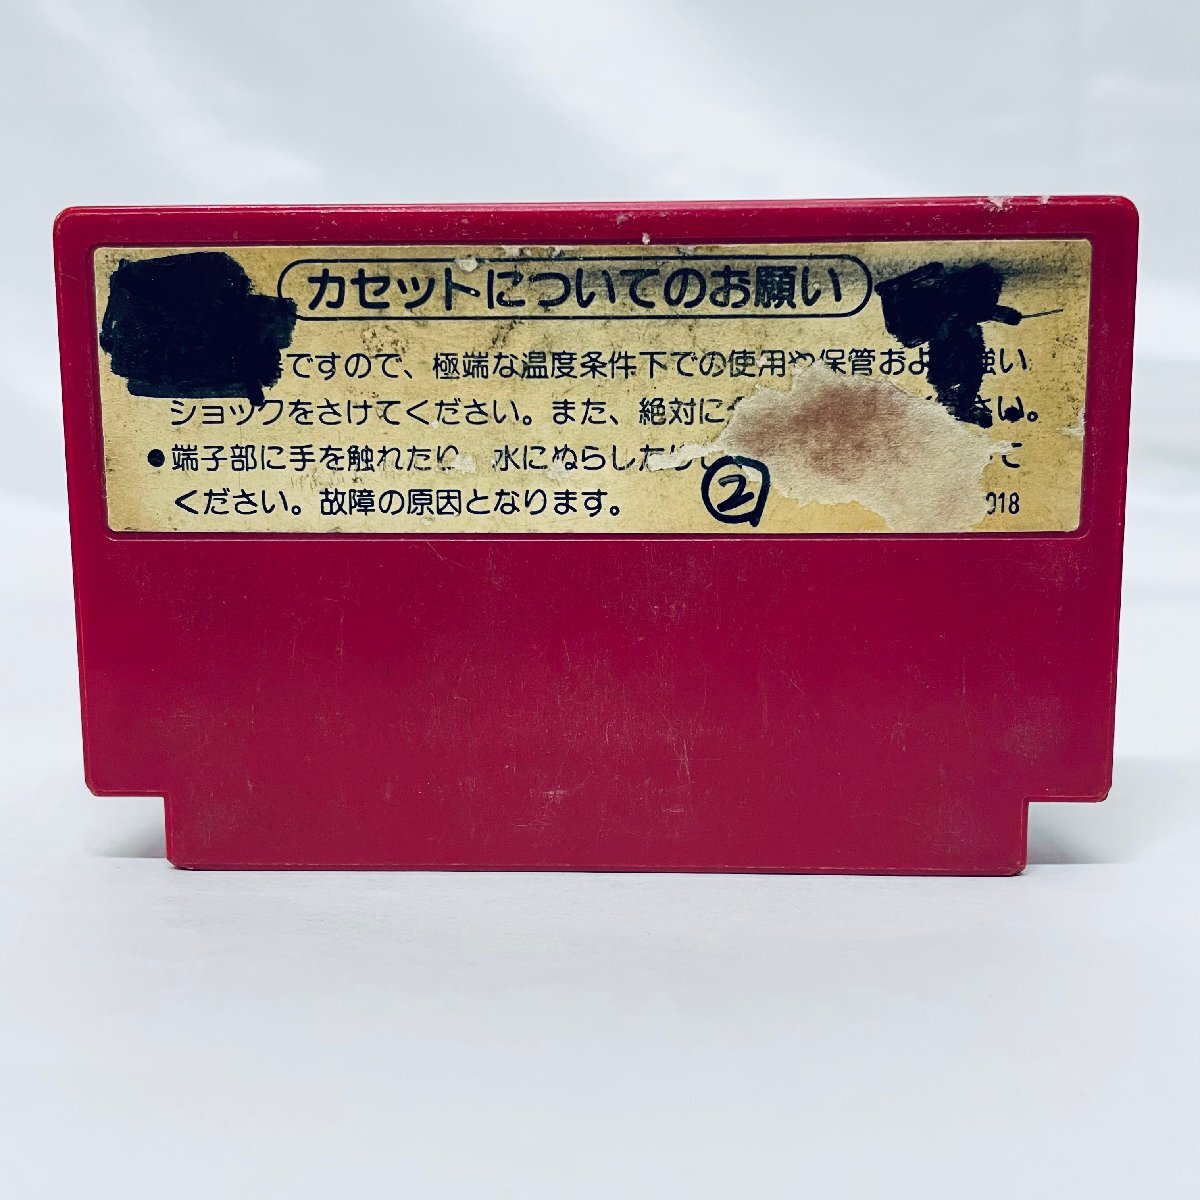 カセットについてのお願い
ですので、極端な温度条件下での使用や保管およ 強い
ショックをさけてください。また、絶対に さい。
●端子部に手を触れたり 水にぬらしたり て
ください。故障の原因となります。
②
018